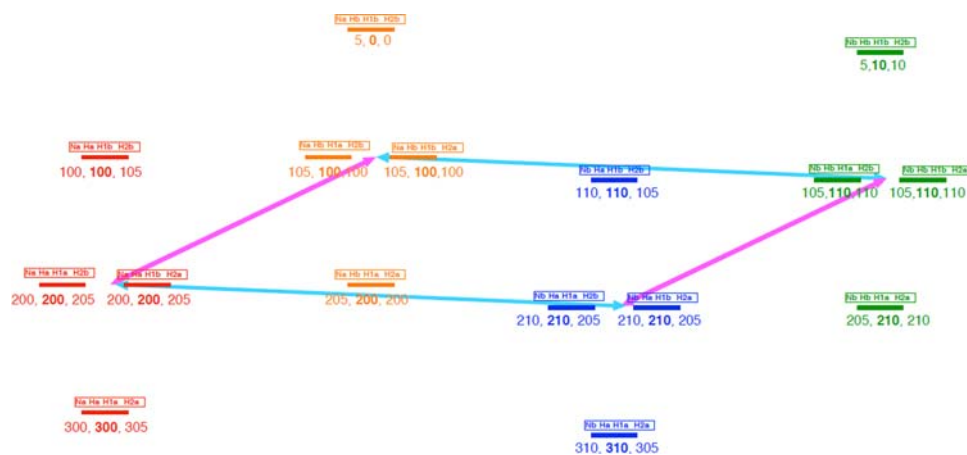 Na Hb H1b H2b
5, 0, 0
Nb Hb H1b H2b
5,10,10
Na Ha H1b H2b
100, 100, 105
Na Hb H1a H2b
105, 100,100
Na Hb H1b H2a
105, 100,100
Nb Ha H1b H2b
110, 110, 105
Nb Hb H1a H2b
105,110,110
Nb Hb H1b H2a
105,110,110
Na Ha H1a H2b
200, 200, 205
Na Ha H1b H2a
200, 200, 205
Na Hb H1a H2a
205, 200, 200
Nb Ha H1a H2b
210, 210, 205
Nb Ha H1b H2a
210, 210, 205
Nb Hb H1a H2a
205, 210, 210
Na Ha H1a H2a
300, 300, 305
Nb Ha H1a H2a
310, 310, 305